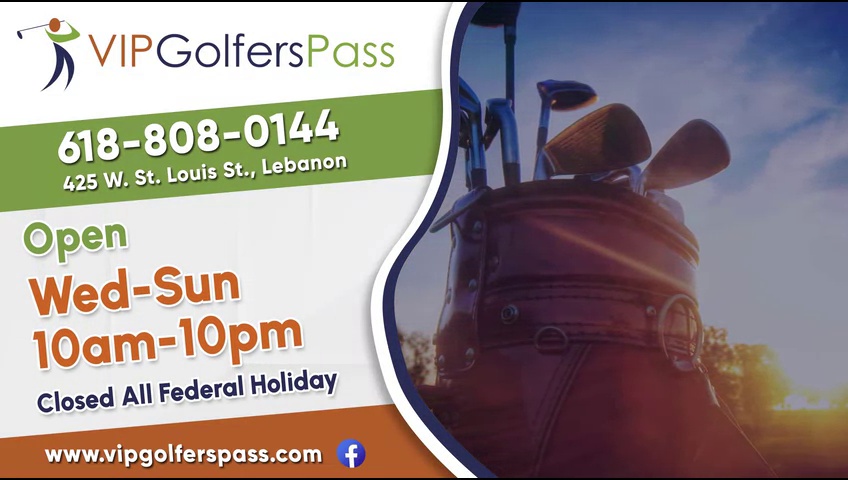 VIPGolfersPass
618-808-0144
425 W. St. Louis St., Lebanon
Open
Wed-Sun
10am-10pm
Closed All Federal Holiday
www.vipgolferspass.com